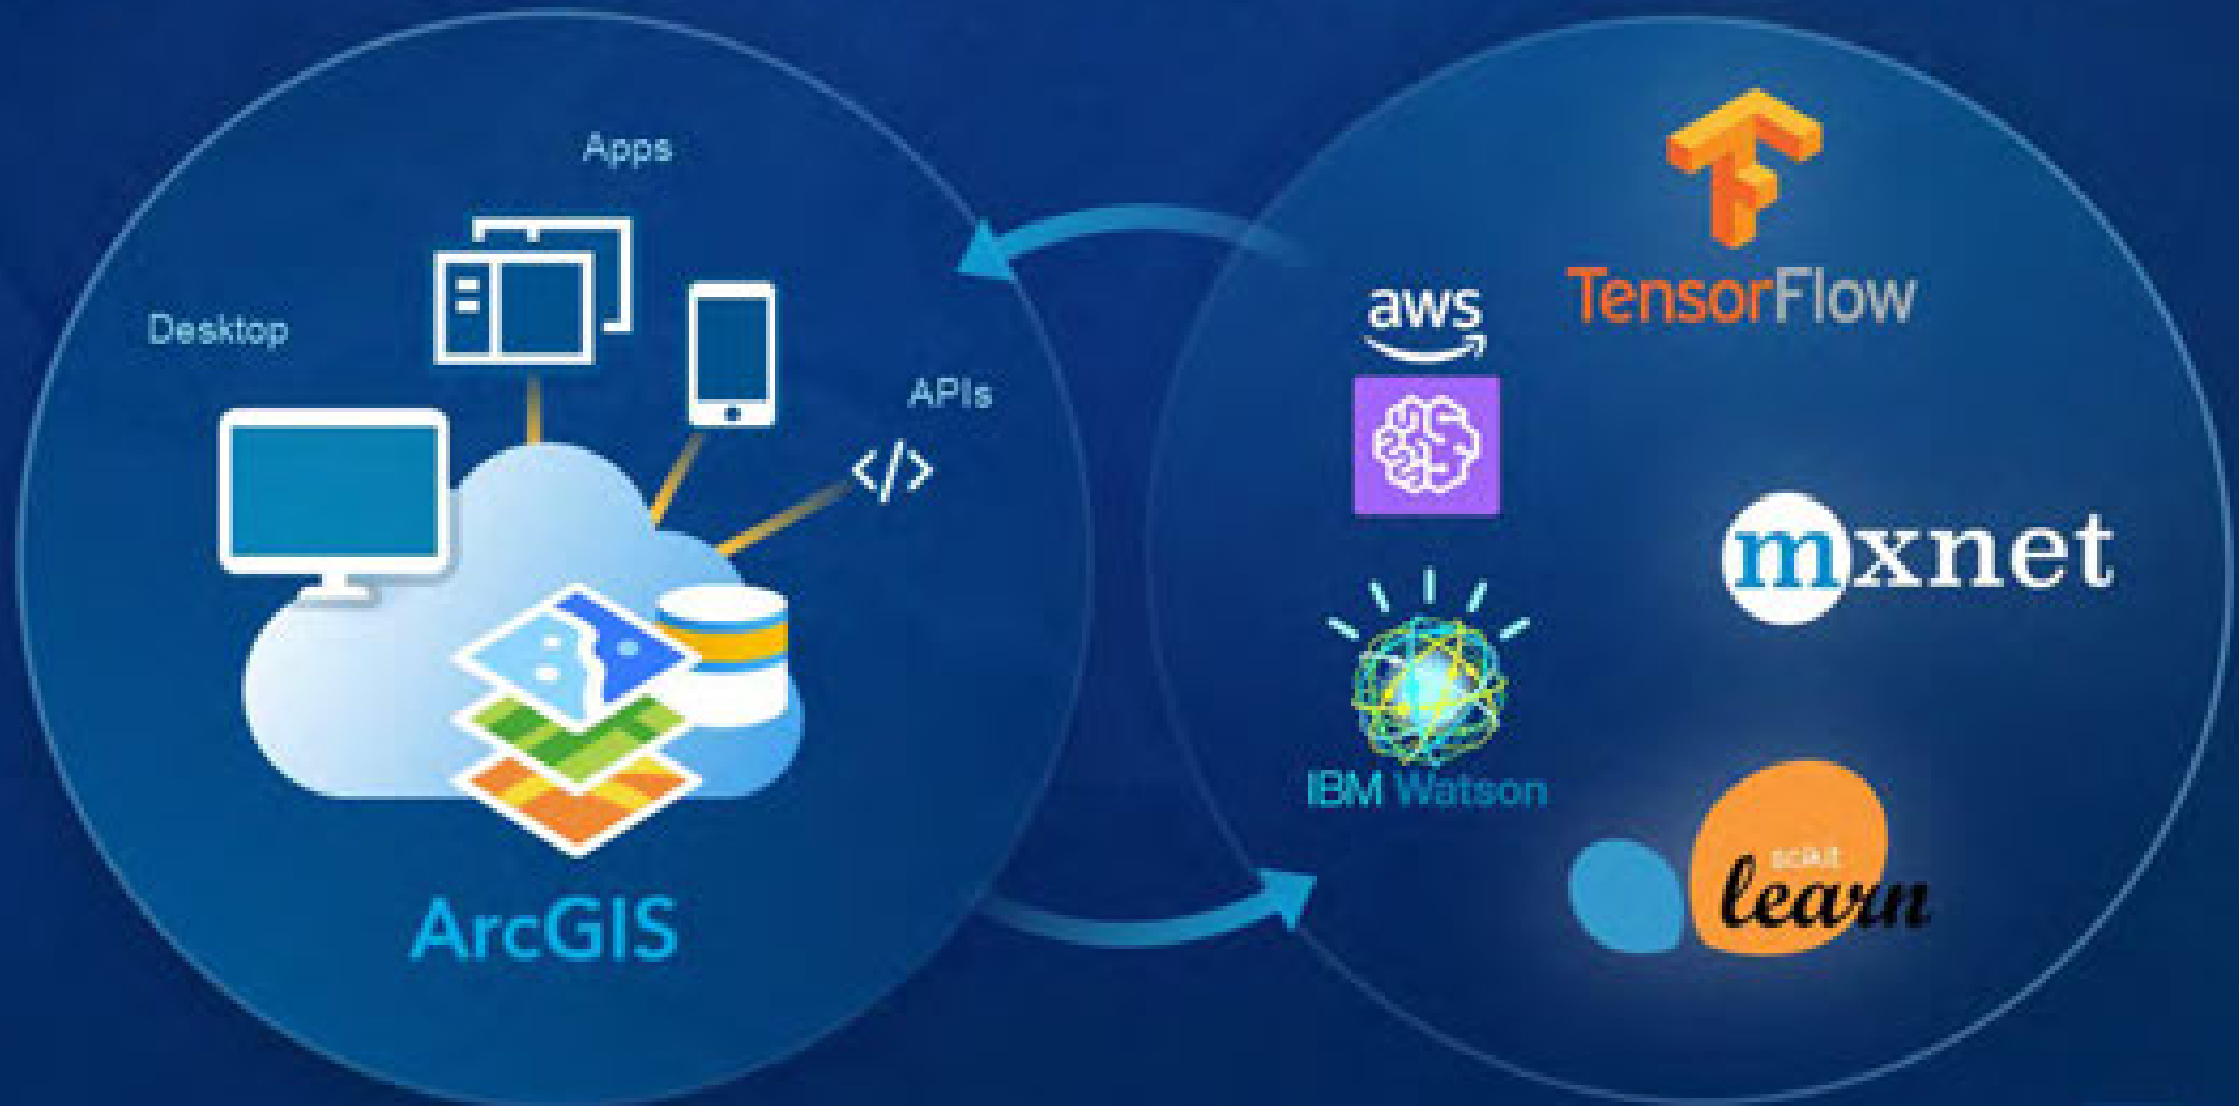 Apps
Desktop
APIs
</>
ArcGIS
TensorFlow
aws
mxnet
IBM Watson
scikit
learn